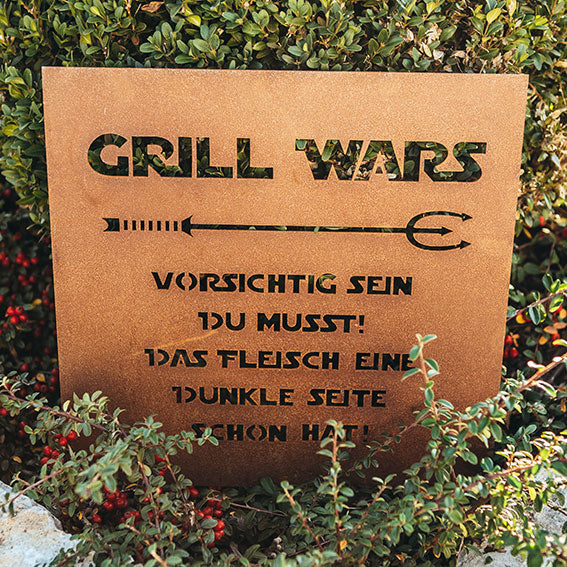 GRILL WARS
VORSICHTIG SEIN
DU MUSST!
DAS FLEISCH EINE
DUNKLE SEITE
SCHON HAT!